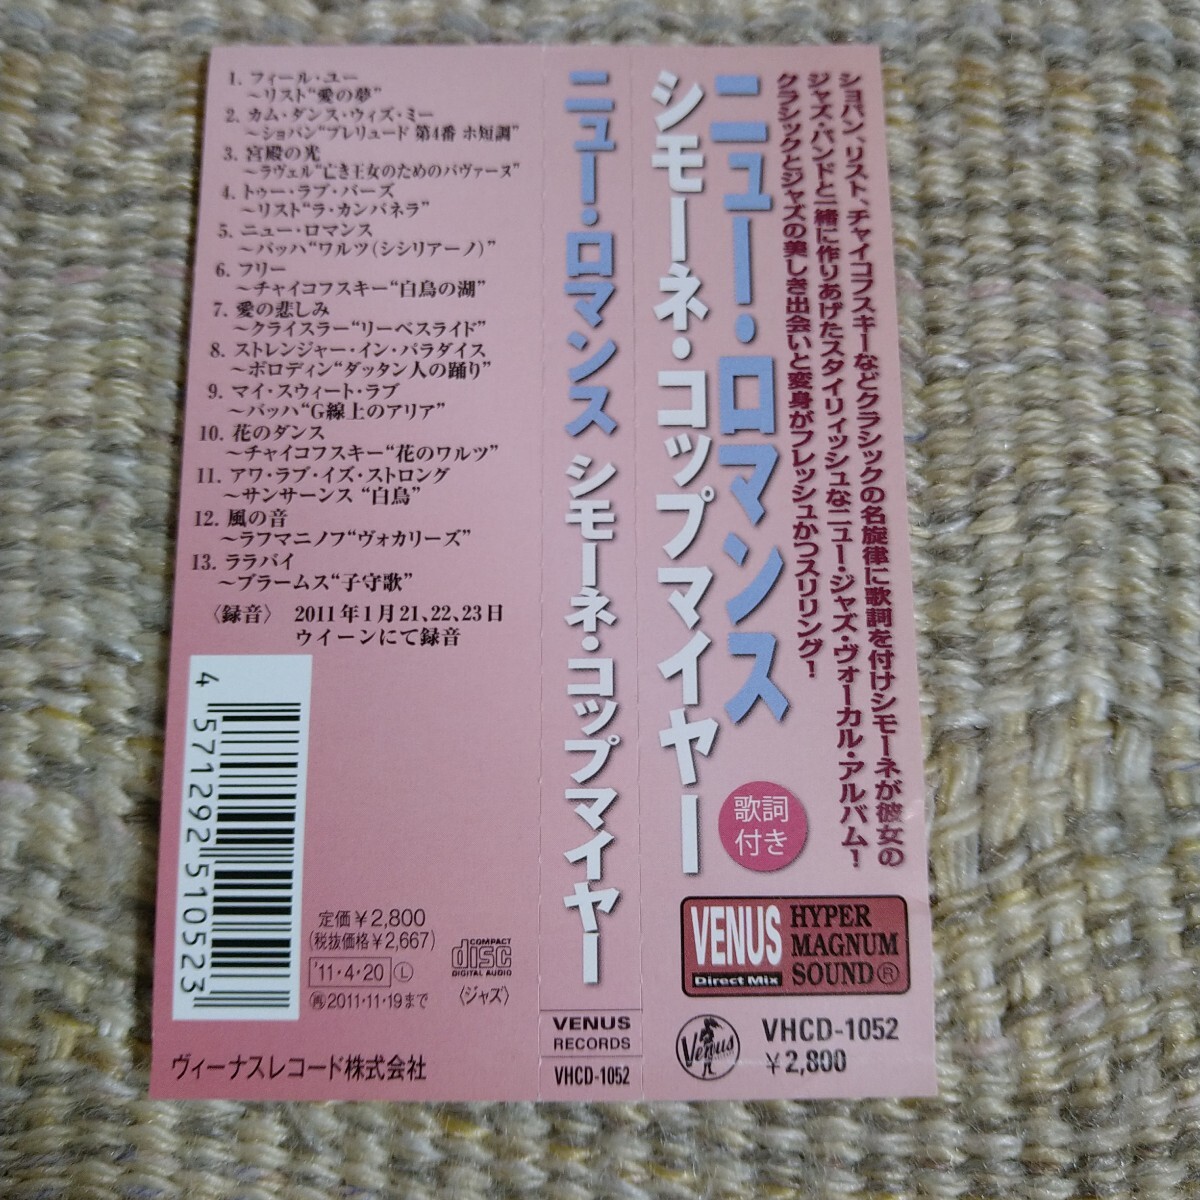 1. フィール・ユー
～リスト“愛の夢”
2. カム・ダンス・ウィズ・ミー
～ショパン“プレリュード 第4番 ホ短調”
3. 宮殿の光
～ラヴェル“亡き王女のためのパヴァーヌ”
4. トゥー・ラブ・バーズ
～リスト“ラ・カンパネラ”
5. ニュー・ロマンス
～バッハ“ワルツ(シシリアーノ)”
6. フリー
～チャイコフスキー“白鳥の湖”
7. 愛の悲しみ
～クライスラー“リーベスライド”
8. ストレンジャー・イン・パラダイス
～ボロディン“ダッタン人の踊り”
9. マイ・スウィート・ラブ
～バッハ“G線上のアリア”
10. 花のダンス
～チャイコフスキー“花のワルツ”
11. アワ・ラブ・イズ・ストロング
～サンサーンス “白鳥”
12. 風の音
～ラフマニノフ“ヴォカリーズ”
13. ララバイ
～ブラームス“子守歌”
〈録音〉 2011年1月21、22、23日
ウイーンにて録音
4 571292 510523
定価￥2,800
(税抜価格￥2,667)
'11・4・20 Ⓛ
㊢2011・11・19まで
COMPACT
disc
DIGITAL AUDIO
〈ジャズ〉
ヴィーナスレコード株式会社
ニュー・ロマンス シモーネ・コップマイヤー
VENUS
RECORDS
VHCD-1052
ショパン、リスト、チャイコフスキーなどクラシックの名旋律に歌詞を付けシモーネが彼女の
ジャズ・バンドと一緒に作りあげたスタイリィッシュなニュー・ジャズ・ヴォーカル・アルバム!
クラシックとジャズの美しき出会いと変身がフレッシュかつスリリング!
ニュー・ロマンス
シモーネ・コップマイヤー
歌詞
付き
VENUS
Direct Mix
HYPER
MAGNUM
SOUND®
Venus
VHCD-1052
￥2,800